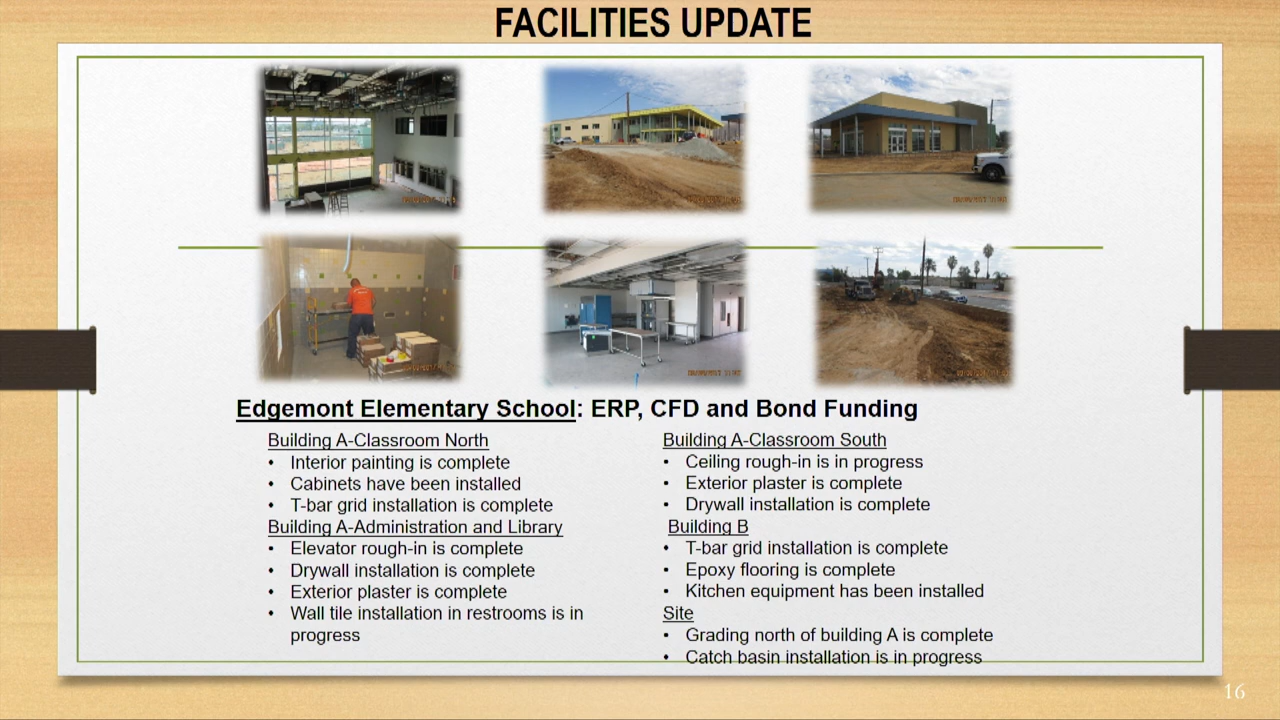 FACILITIES UPDATE
Edgemont Elementary School: ERP, CFD and Bond Funding
Building A-Classroom North
• Interior painting is complete
• Cabinets have been installed
• T-bar grid installation is complete
Building A-Administration and Library
• Elevator rough-in is complete
• Drywall installation is complete
• Exterior plaster is complete
• Wall tile installation in restrooms is in
progress
Building A-Classroom South
• Ceiling rough-in is in progress
• Exterior plaster is complete
• Drywall installation is complete
Building B
• T-bar grid installation is complete
• Epoxy flooring is complete
• Kitchen equipment has been installed
Site
• Grading north of building A is complete
• Catch basin installation is in progress
16